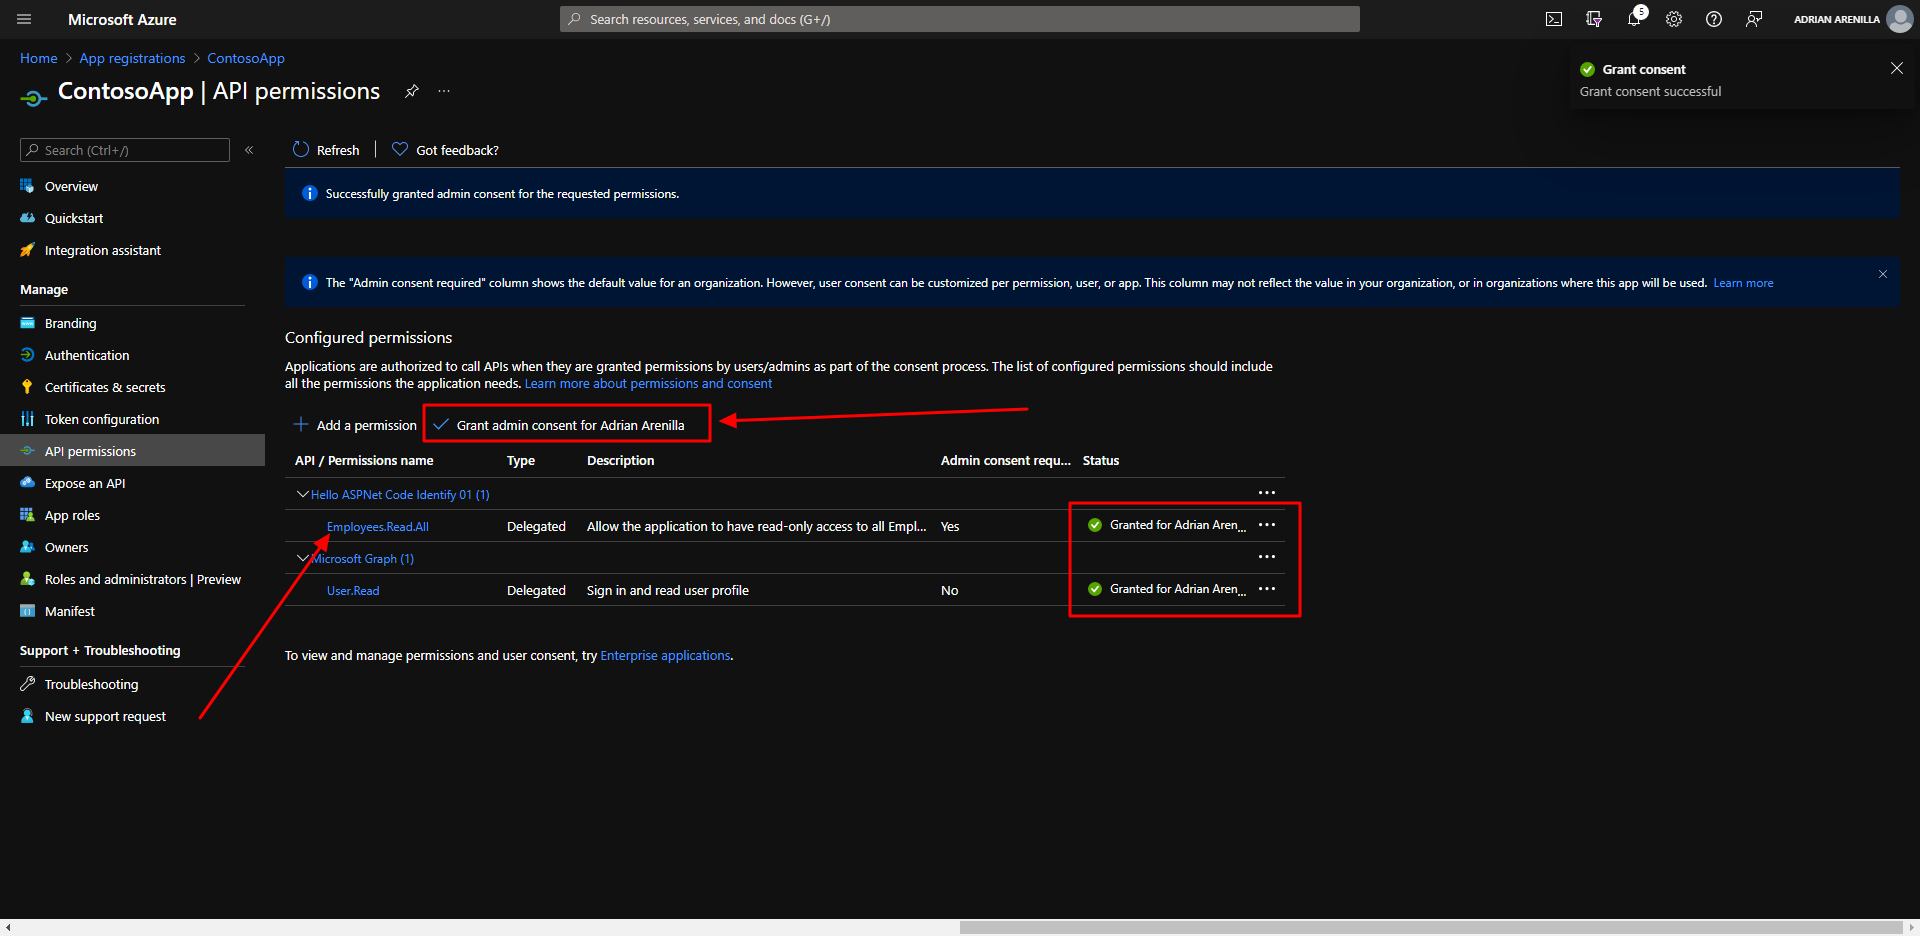 Microsoft Azure
Search resources, services, and docs (G+/)
5
ADRIAN ARENILLA
Home > App registrations > ContosoApp
ContosoApp | API permissions
...
Grant consent
Grant consent successful
Search (Ctrl+/)
«
Overview
Quickstart
Integration assistant
Manage
Branding
Authentication
Certificates & secrets
Token configuration
API permissions
Expose an API
App roles
Owners
Roles and administrators | Preview
Manifest
Support + Troubleshooting
Troubleshooting
New support request
Refresh
Got feedback?
Successfully granted admin consent for the requested permissions.
The "Admin consent required" column shows the default value for an organization. However, user consent can be customized per permission, user, or app. This column may not reflect the value in your organization, or in organizations where this app will be used. Learn more
Configured permissions
Applications are authorized to call APIs when they are granted permissions by users/admins as part of the consent process. The list of configured permissions should include
all the permissions the application needs. Learn more about permissions and consent
Add a permission
Grant admin consent for Adrian Arenilla
API / Permissions name Type Description Admin consent requ... Status
Hello ASPNet Code Identify 01 (1) ...
Employees.Read.All Delegated Allow the application to have read-only access to all Empl... Yes Granted for Adrian Aren... ...
Microsoft Graph (1) ...
User.Read Delegated Sign in and read user profile No Granted for Adrian Aren... ...
To view and manage permissions and user consent, try Enterprise applications.